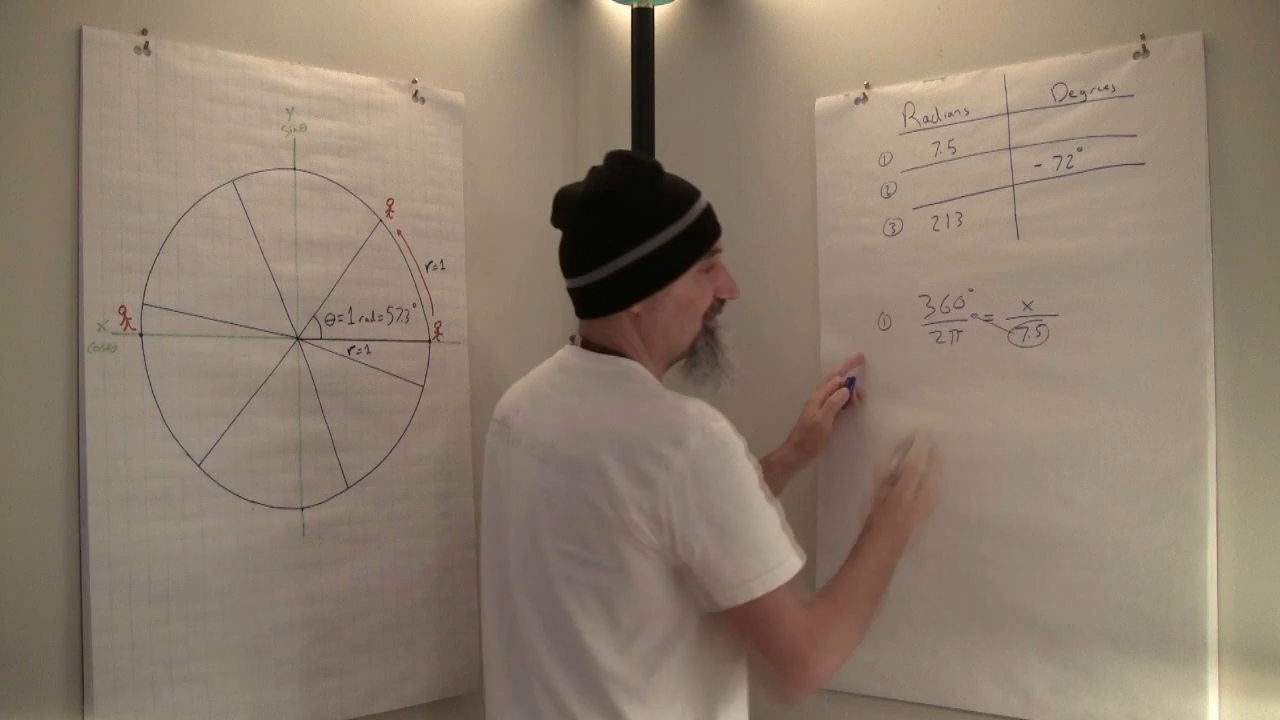 y
sinθ
r=1
θ=1 rad=57.3°
x
cosθ
r=1
Radians Degrees
① 7.5
② -72°
③ 213
① 360°/2π = x/7.5